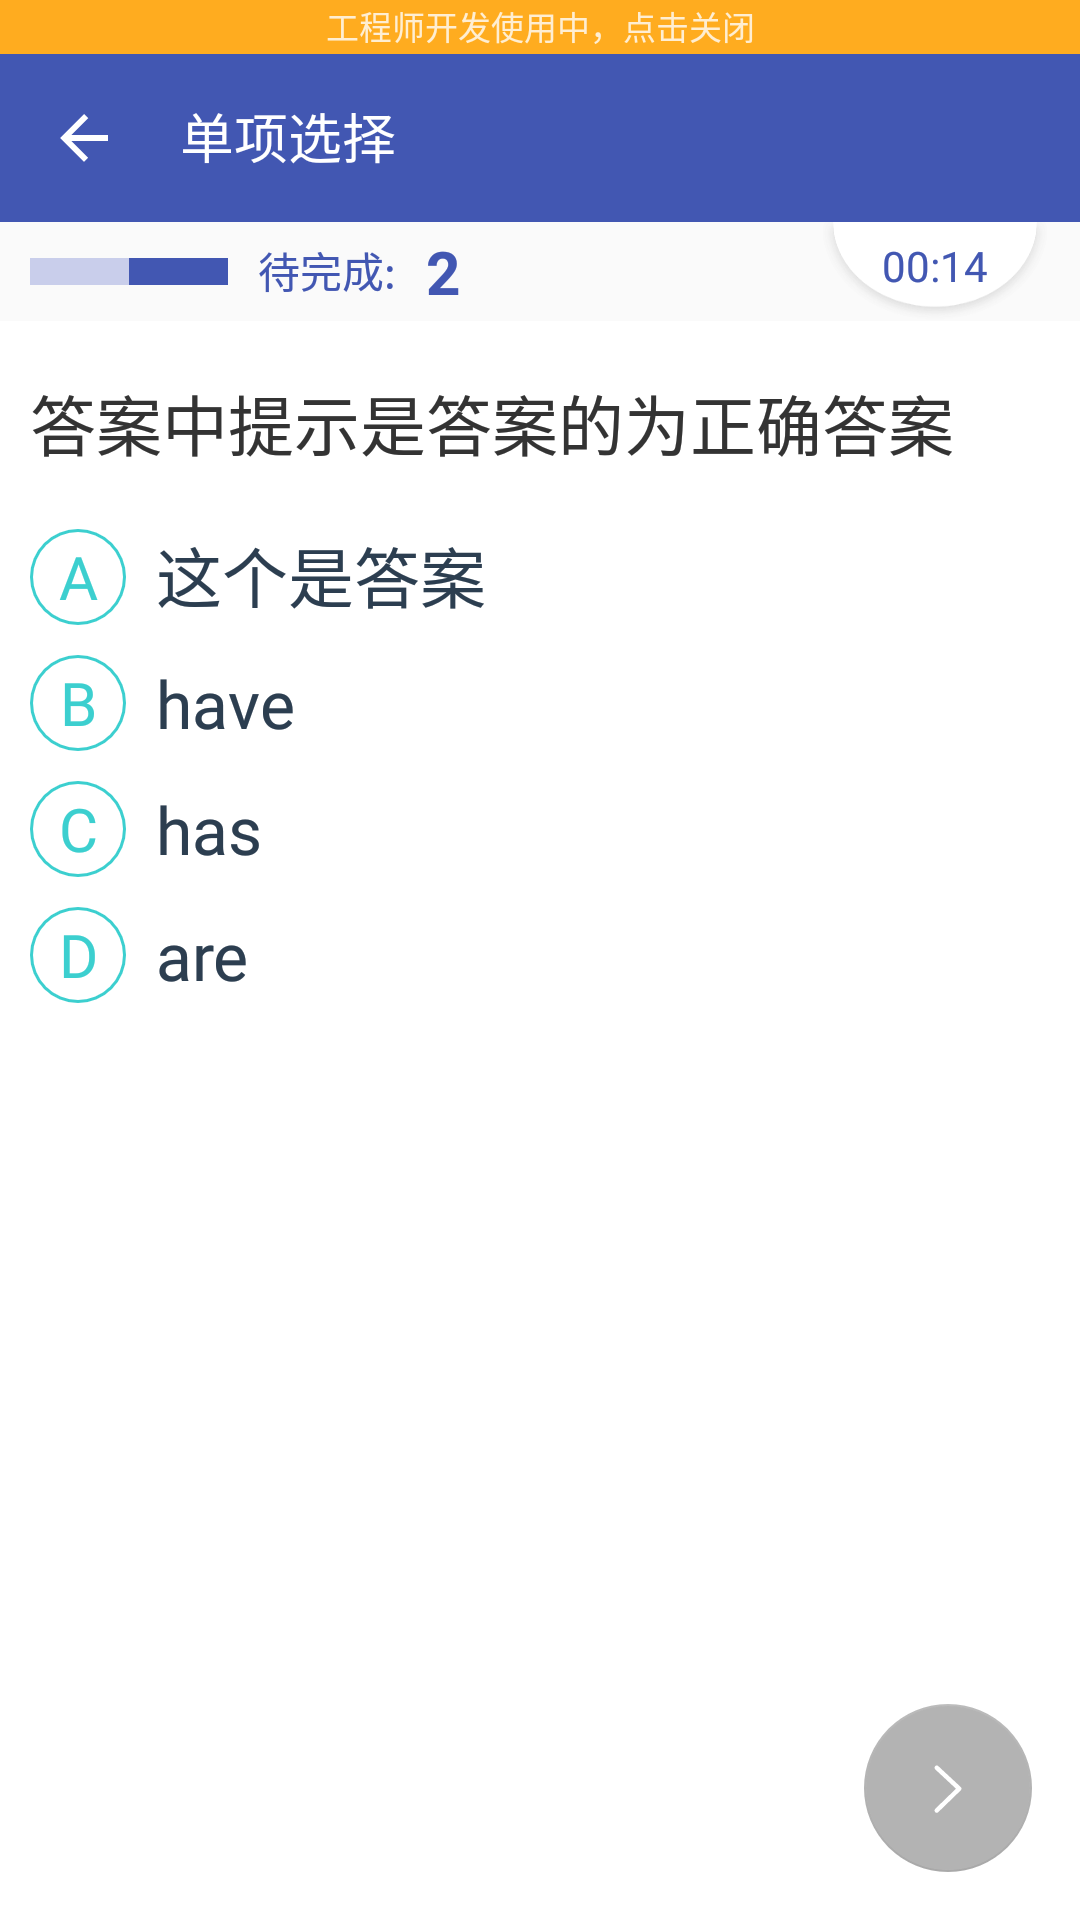 工程师开发使用中，点击关闭
单项选择
待完成: 2
00:14
答案中提示是答案的为正确答案
A 这个是答案
B have
C has
D are